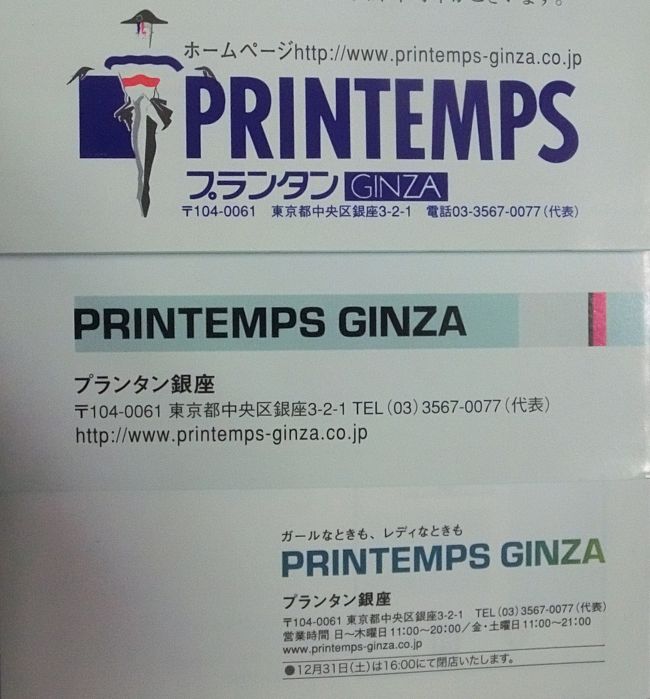 ホームページhttp://www.printemps-ginza.co.jp
PRINTEMPS
プランタン GINZA
〒104-0061 東京都中央区銀座3-2-1 電話03-3567-0077(代表)
PRINTEMPS GINZA
プランタン銀座
〒104-0061 東京都中央区銀座3-2-1 TEL(03)3567-0077(代表)
http://www.printemps-ginza.co.jp
ガールなときも、レディなときも
PRINTEMPS GINZA
プランタン銀座
〒104-0061 東京都中央区銀座3-2-1 TEL(03)3567-0077(代表)
営業時間 日〜木曜日11:00〜20:00/金・土曜日11:00〜21:00
www.printemps-ginza.co.jp
●12月31日(土)は16:00にて閉店いたします。